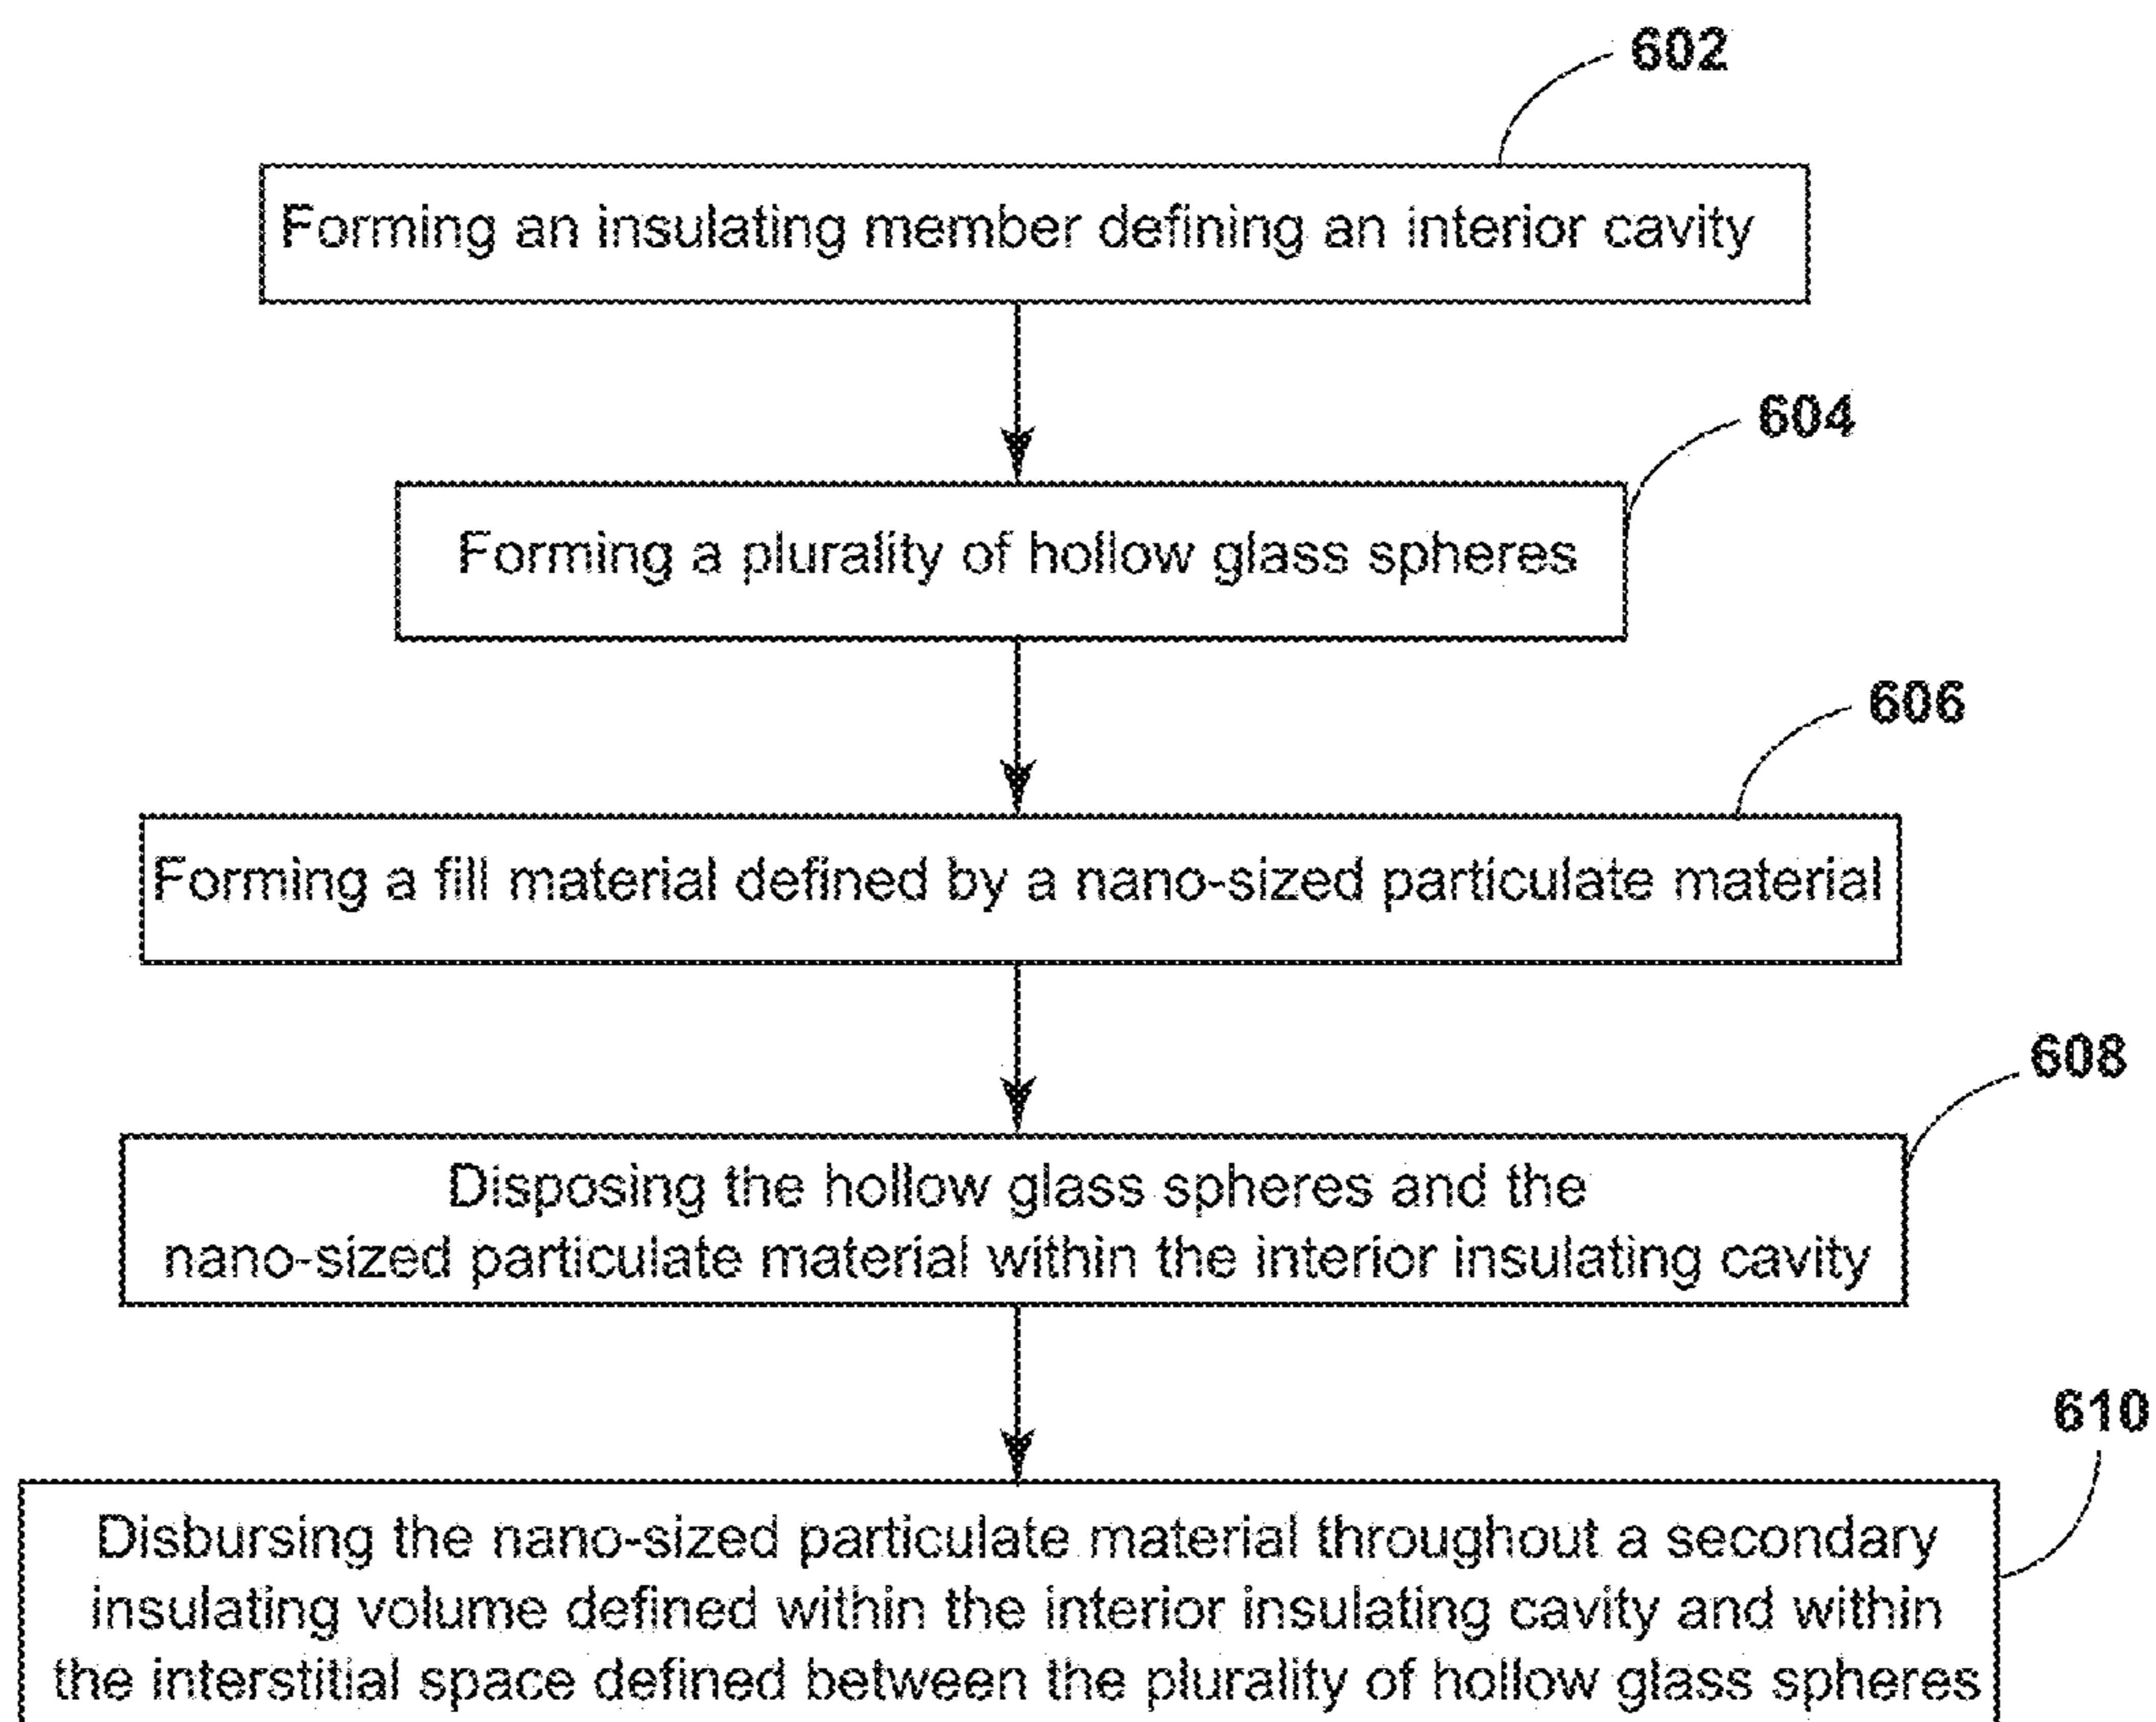 602
Forming an insulating member defining an interior cavity
604
Forming a plurality of hollow glass spheres
606
Forming a fill material defined by a nano-sized particulate material
608
Disposing the hollow glass spheres and the
nano-sized particulate material within the interior insulating cavity
610
Disbursing the nano-sized particulate material throughout a secondary
insulating volume defined within the interior insulating cavity and within
the interstitial space defined between the plurality of hollow glass spheres